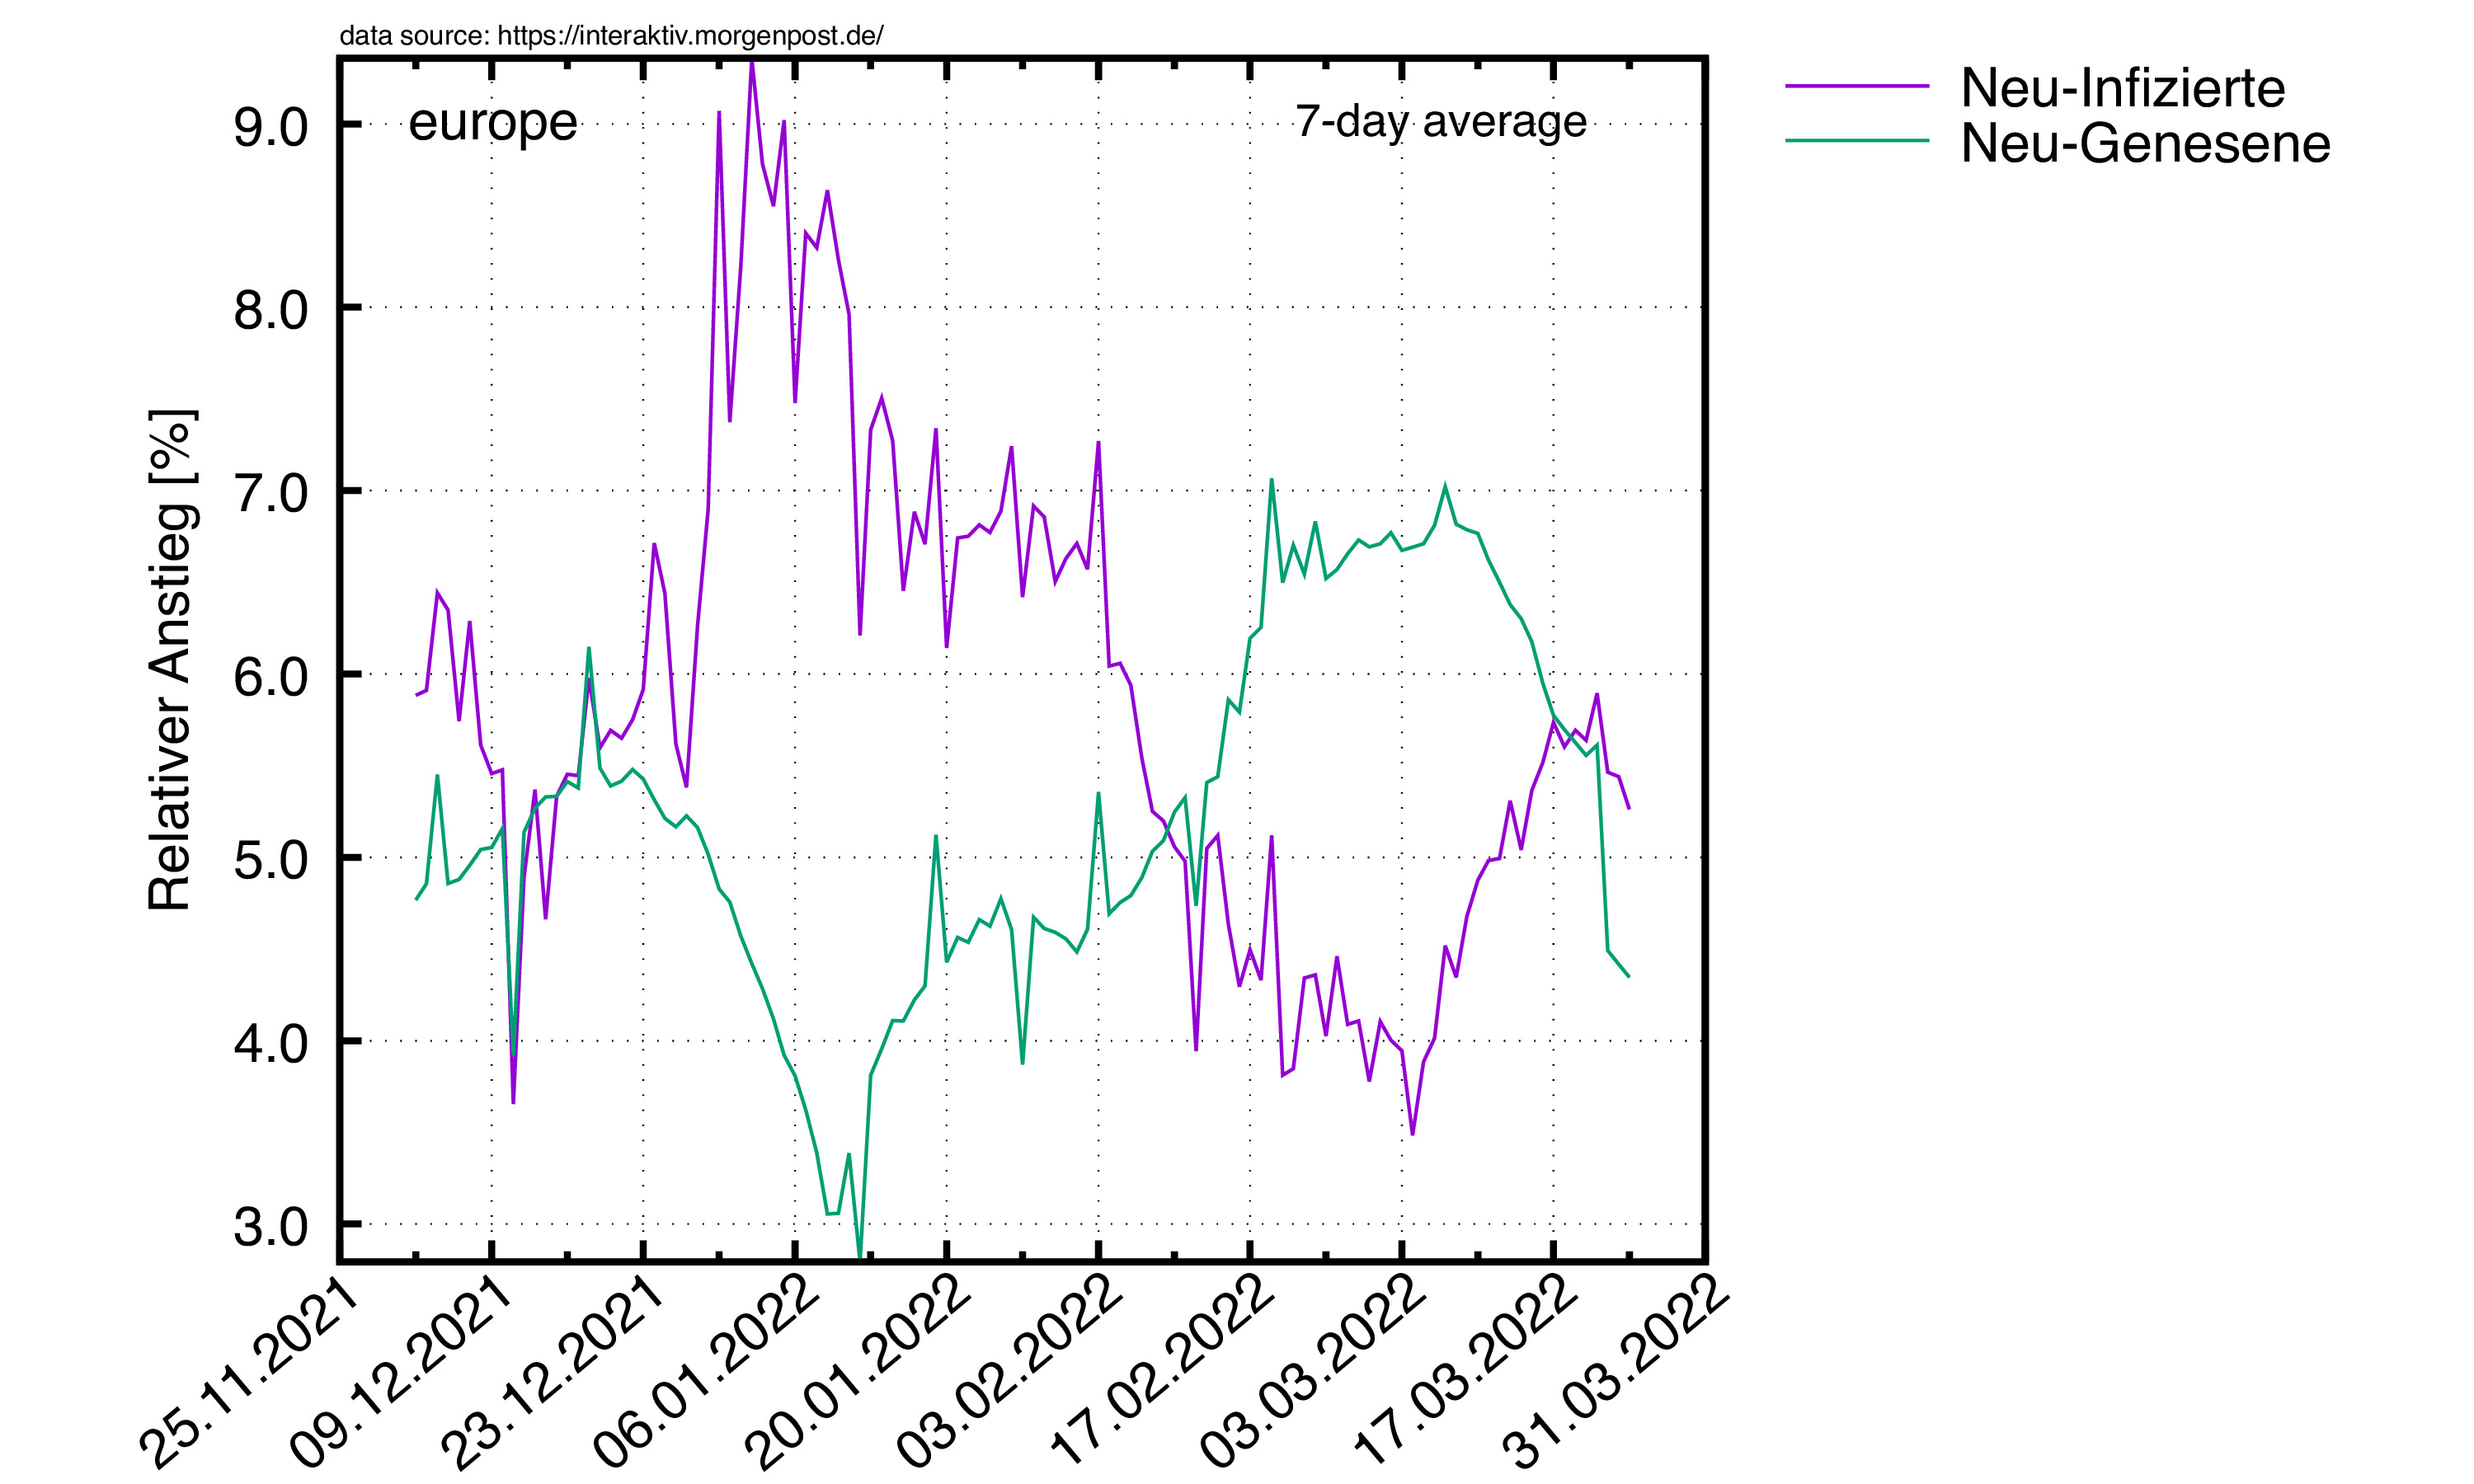 data source: https://interaktiv.morgenpost.de/
europe
7-day average
Neu-Infizierte
Neu-Genesene
Relativer Anstieg [%]
9.0
8.0
7.0
6.0
5.0
4.0
3.0
25.11.2021
09.12.2021
23.12.2021
06.01.2022
20.01.2022
03.02.2022
17.02.2022
03.03.2022
17.03.2022
31.03.2022